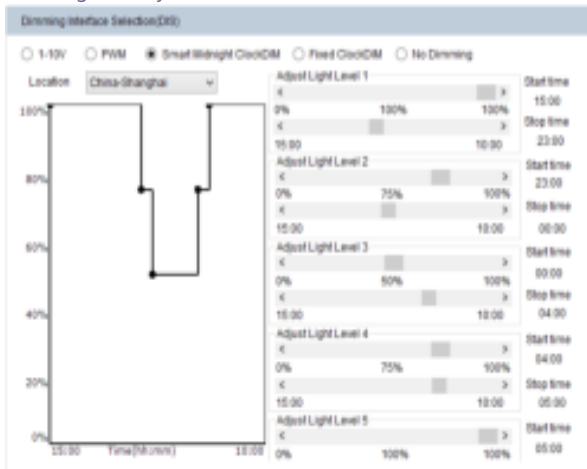 Dimming Interface Selection(DIS)
1-10V PWM Smart Midnight ClockDIM Fixed ClockDIM No Dimming
Location China-Shanghai
100%
80%
60%
40%
20%
0%
15:00 Time(hh:mm) 10:00
Adjust Light Level 1
0% 100% 100%
15:00 10:00
Start time
15:00
Stop time
23:00
Adjust Light Level 2
0% 75% 100%
15:00 10:00
Start time
23:00
Stop time
00:00
Adjust Light Level 3
0% 50% 100%
15:00 10:00
Start time
00:00
Stop time
04:00
Adjust Light Level 4
0% 75% 100%
15:00 10:00
Start time
04:00
Stop time
05:00
Adjust Light Level 5
0% 100% 100%
Start time
05:00